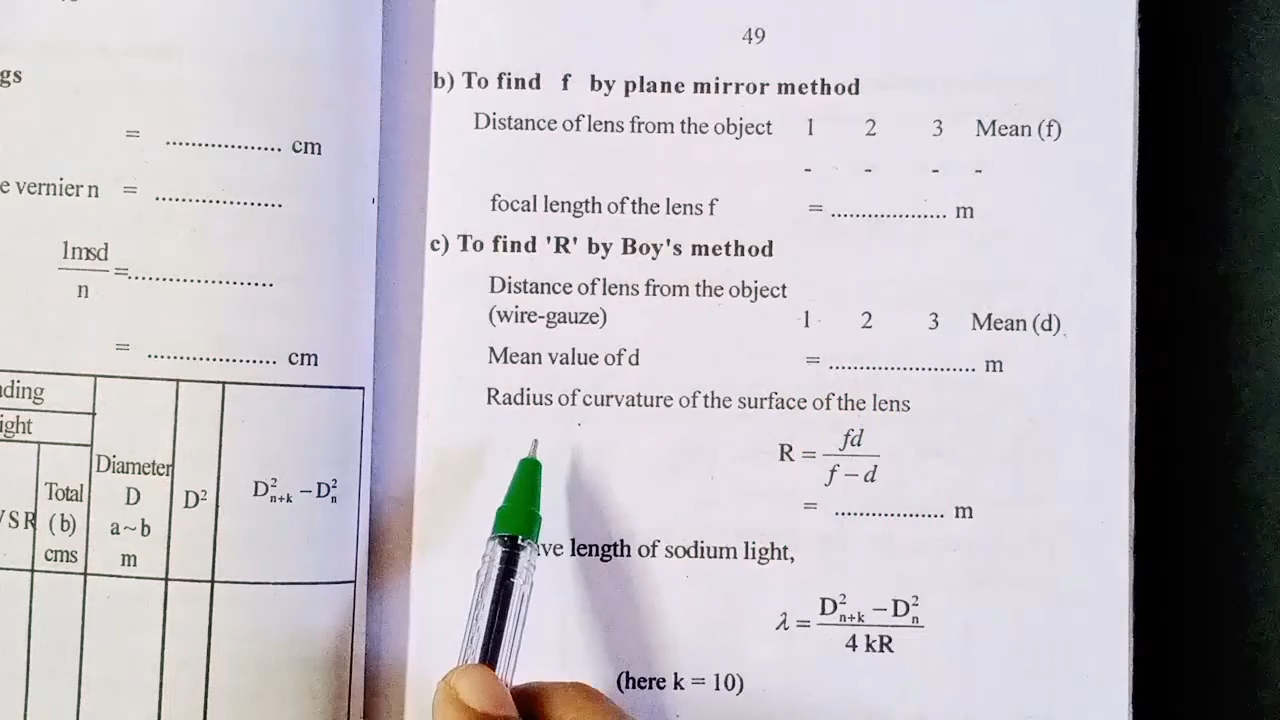 gs
= .................. cm
e vernier n = ..................
1msd
n
=..................
= .................. cm
ding
ight
Total
(b)
cms
VSR
Diameter
D
a ~ b
m
D²
D²ₙ₊ₖ – D²ₙ
49
b) To find f by plane mirror method
Distance of lens from the object 1 2 3 Mean (f)
- - - -
focal length of the lens f = ................... m
c) To find 'R' by Boy's method
Distance of lens from the object
(wire-gauze) 1 2 3 Mean (d)
Mean value of d = ......................... m
Radius of curvature of the surface of the lens
R = fd / f – d
= ................... m
ve length of sodium light,
λ = D²ₙ₊ₖ – D²ₙ / 4 kR
(here k = 10)